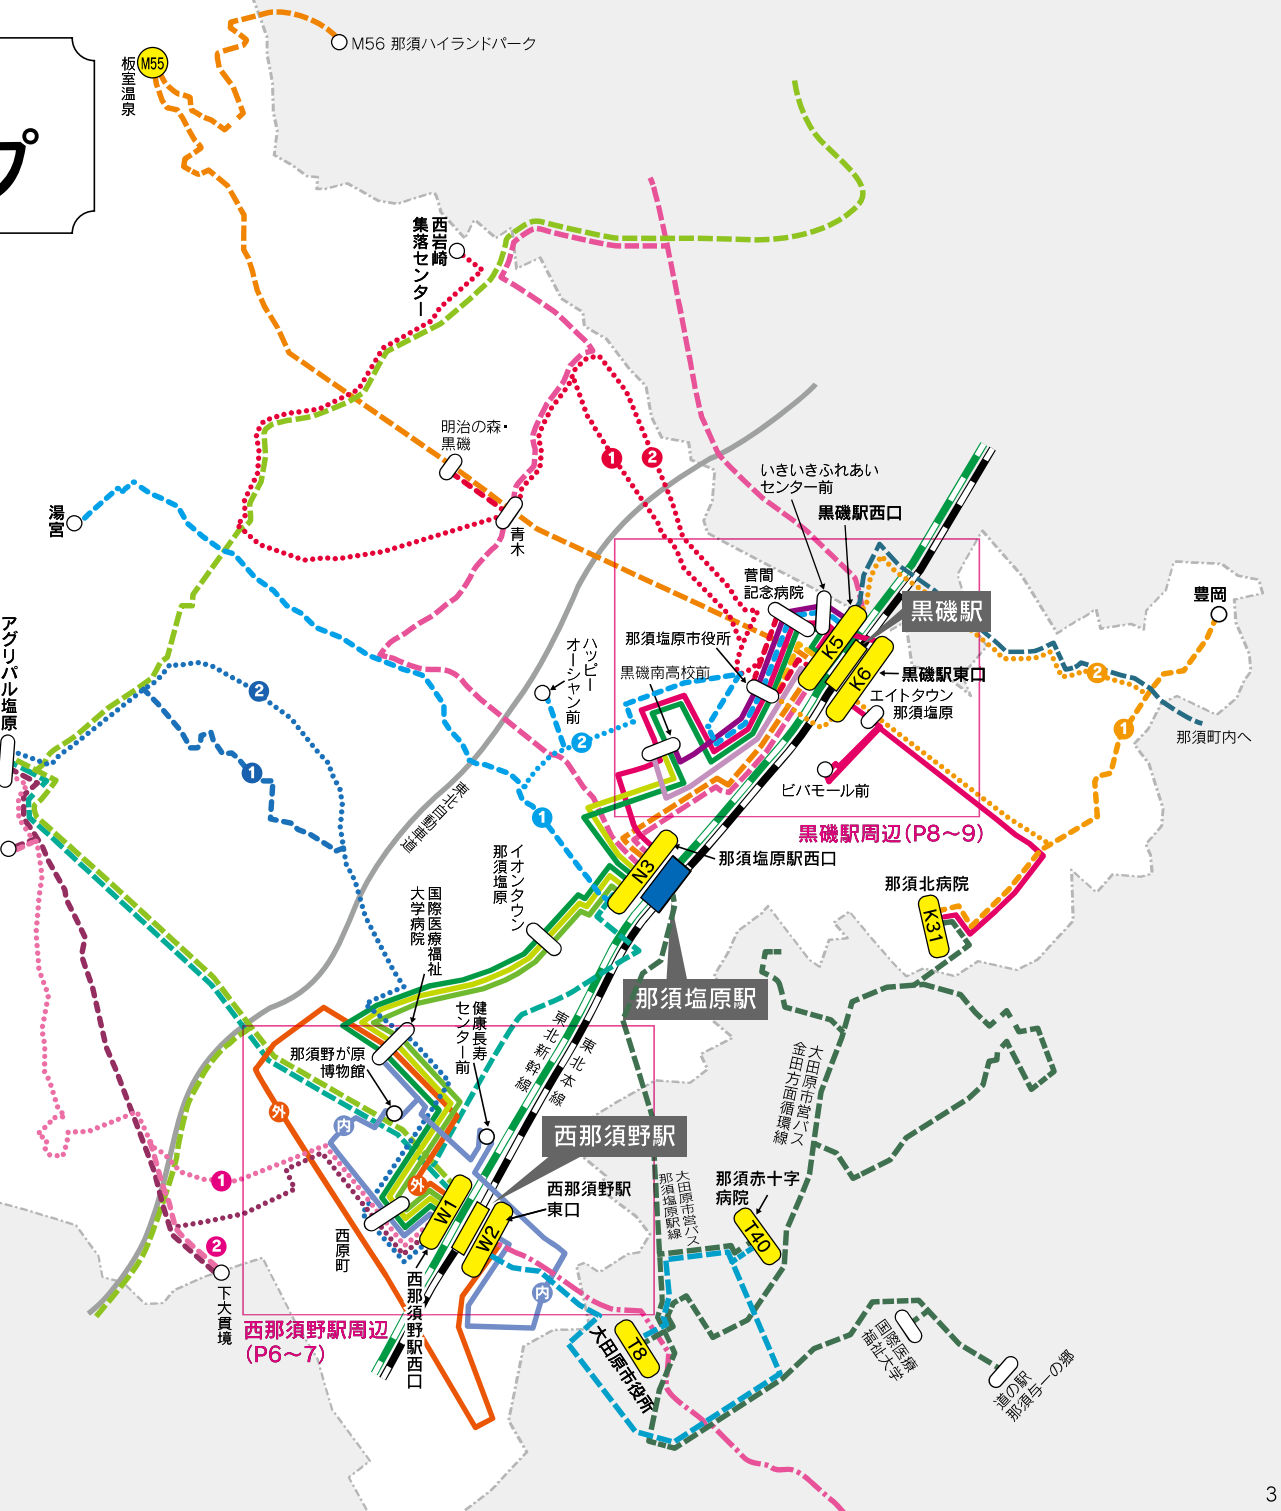 プ
M56 那須ハイランドパーク
M55
板室温泉
西岩崎
集落センター
明治の森・
黒磯
青木
湯宮
1
2
いきいきふれあい
センター前
黒磯駅西口
菅間
記念病院
黒磯駅
那須塩原市役所
黒磯南高校前
K5
K6
黒磯駅東口
エイトタウン
那須塩原
豊岡
2
1
那須町内へ
ハッピー
オーシャン前
2
1
アグリパル塩原
2
1
ビバモール前
黒磯駅周辺(P8～9)
東北自動車道
N3
那須塩原駅西口
那須北病院
K31
イオンタウン
那須塩原
国際医療福祉
大学病院
那須塩原駅
健康長寿
センター前
那須野が原
博物館
東北新幹線
東北本線
外
内
外
西那須野駅
大田原市営バス
金田方面循環線
大田原市営バス
那須塩原駅線
那須赤十字
病院
T40
1
2
西原町
W1
W2
西那須野駅
東口
内
下大貫境
西那須野駅周辺
(P6～7)
西那須野駅西口
T8
大田原市役所
国際医療
福祉大学
道の駅
那須与一の郷
3